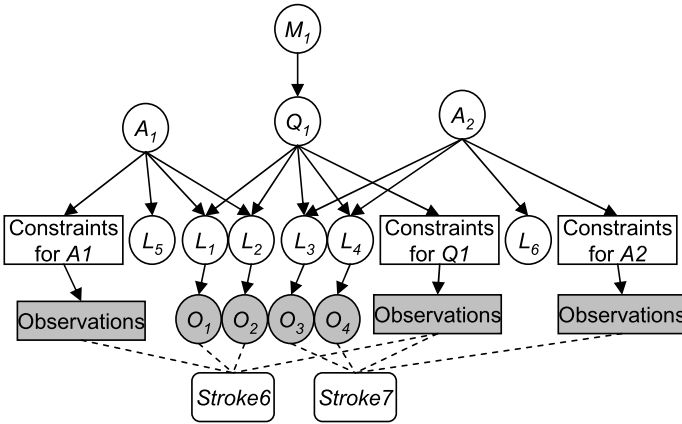 M1
A1
Q1
A2
Constraints
for A1
L5
L1
L2
L3
L4
Constraints
for Q1
L6
Constraints
for A2
Observations
O1
O2
O3
O4
Observations
Observations
Stroke6
Stroke7